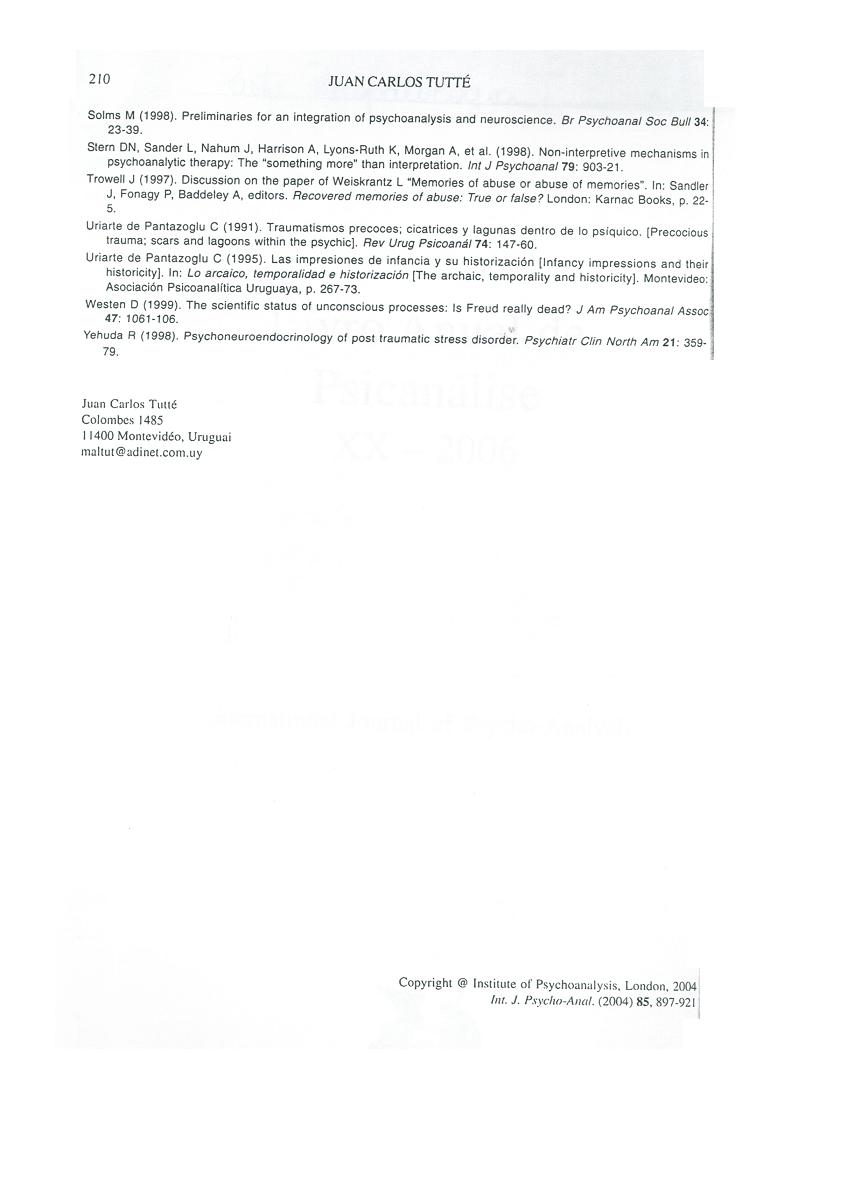 210
JUAN CARLOS TUTTÉ
Solms M (1998). Preliminaries for an integration of psychoanalysis and neuroscience. Br Psychoanal Soc Bull 34:
23-39.
Stern DN, Sander L, Nahum J, Harrison A, Lyons-Ruth K, Morgan A, et al. (1998). Non-interpretive mechanisms in
psychoanalytic therapy: The "something more" than interpretation. Int J Psychoanal 79: 903-21.
Trowell J (1997). Discussion on the paper of Weiskrantz L "Memories of abuse or abuse of memories". In: Sandler
J, Fonagy P, Baddeley A, editors. Recovered memories of abuse: True or false? London: Karnac Books, p. 22-
5.
Uriarte de Pantazoglu C (1991). Traumatismos precoces; cicatrices y lagunas dentro de lo psíquico. [Precocious
trauma; scars and lagoons within the psychic]. Rev Urug Psicoanál 74: 147-60.
Uriarte de Pantazoglu C (1995). Las impresiones de infancia y su historización [Infancy impressions and their
historicity]. In: Lo arcaico, temporalidad e historización [The archaic, temporality and historicity]. Montevideo:
Asociación Psicoanalítica Uruguaya, p. 267-73.
Westen D (1999). The scientific status of unconscious processes: Is Freud really dead? J Am Psychoanal Assoc
47: 1061-106.
Yehuda R (1998). Psychoneuroendocrinology of post traumatic stress disorder. Psychiatr Clin North Am 21: 359-
79.
Psicanálise
XX – 2006
Juan Carlos Tutté
Colombes 1485
11400 Montevidéo, Uruguai
maltut@adinet.com.uy
Copyright @ Institute of Psychoanalysis, London, 2004
Int. J. Psycho-Anal. (2004) 85, 897-921